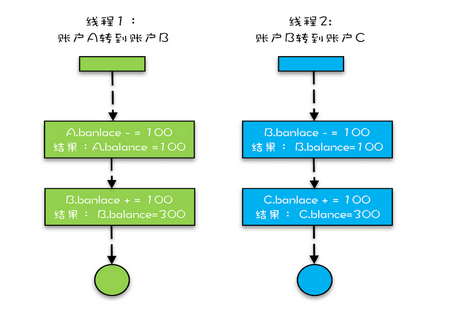 线程1：
账户A转到账户B
A.banlace - = 100
结果：A.balance =100
B.banlace + = 100
结果： B.balance=300
线程2:
账户B转到账户C
B.banlace - = 100
结果： B.balance=100
C.banlace + = 100
结果： C.blance=300